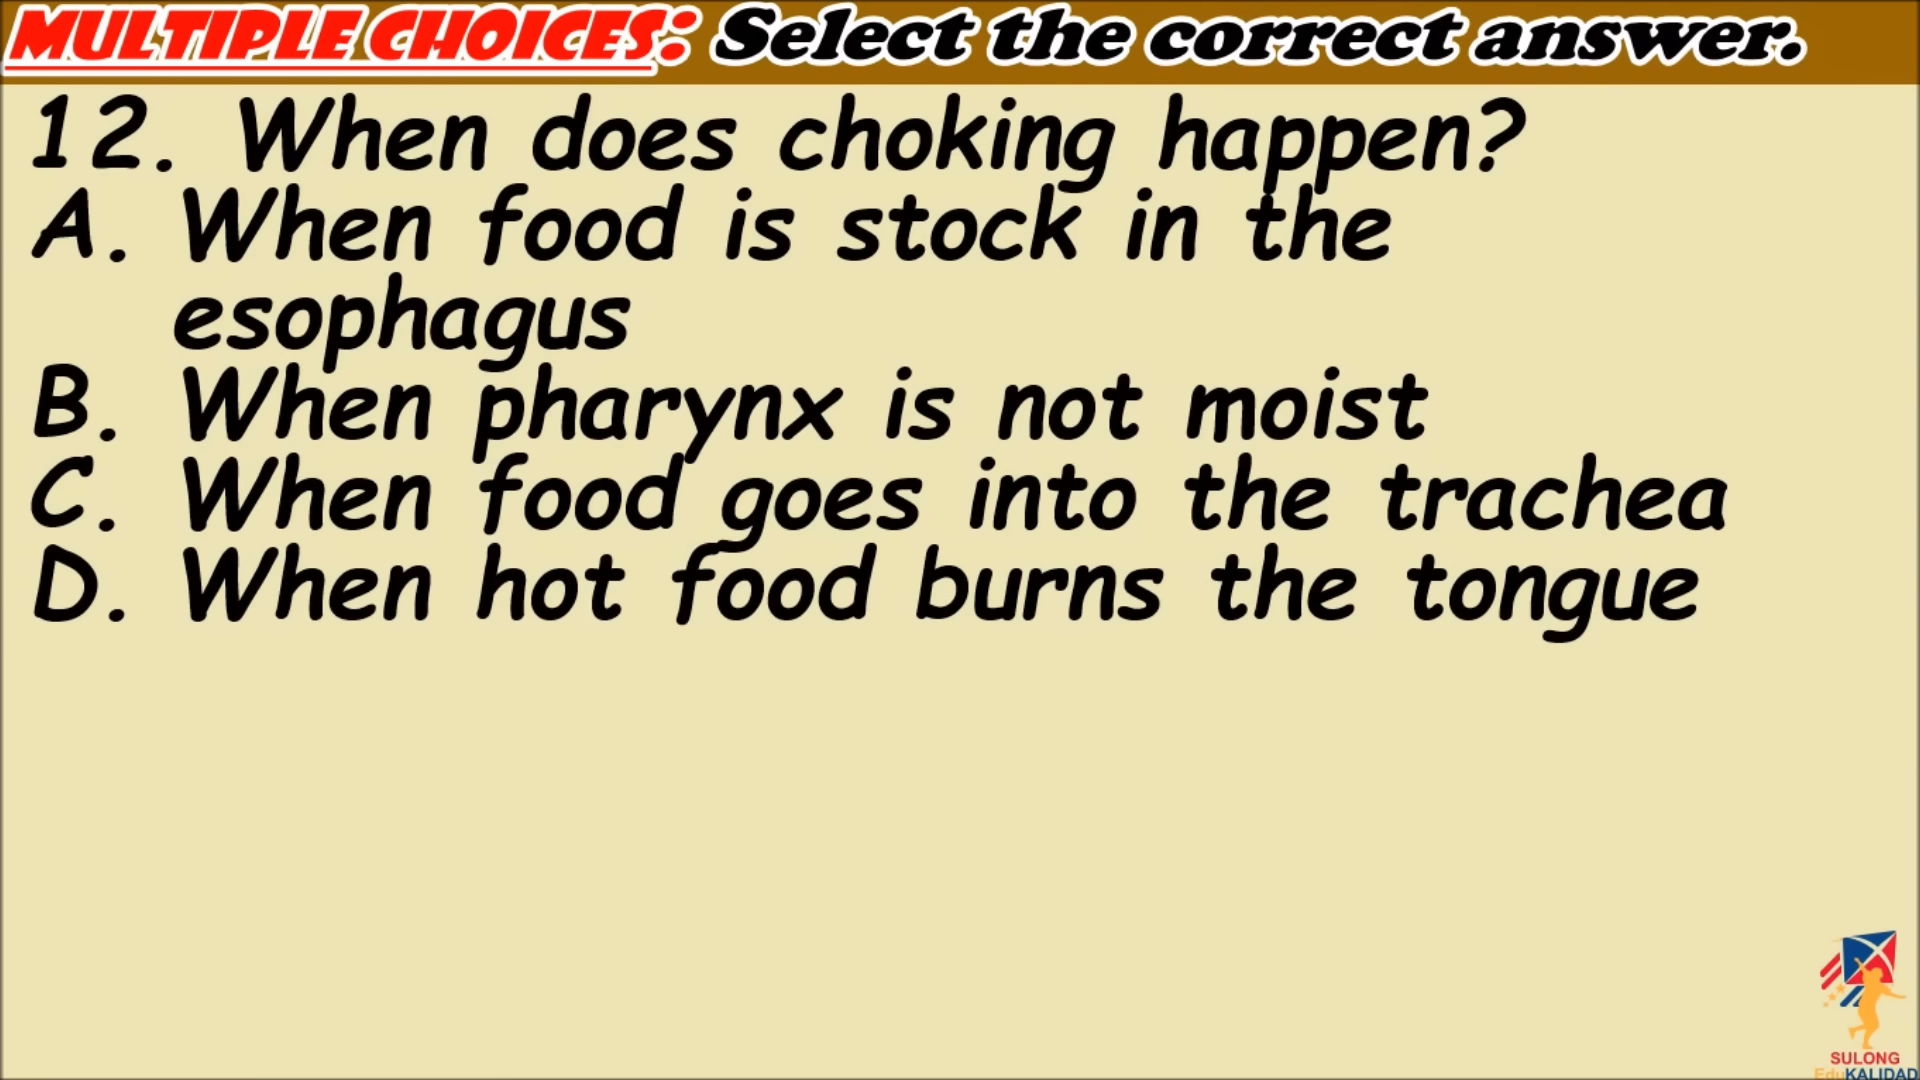 MULTIPLE CHOICES: Select the correct answer.
12. When does choking happen?
A. When food is stock in the
esophagus
B. When pharynx is not moist
C. When food goes into the trachea
D. When hot food burns the tongue
SULONG
EduKALIDAD